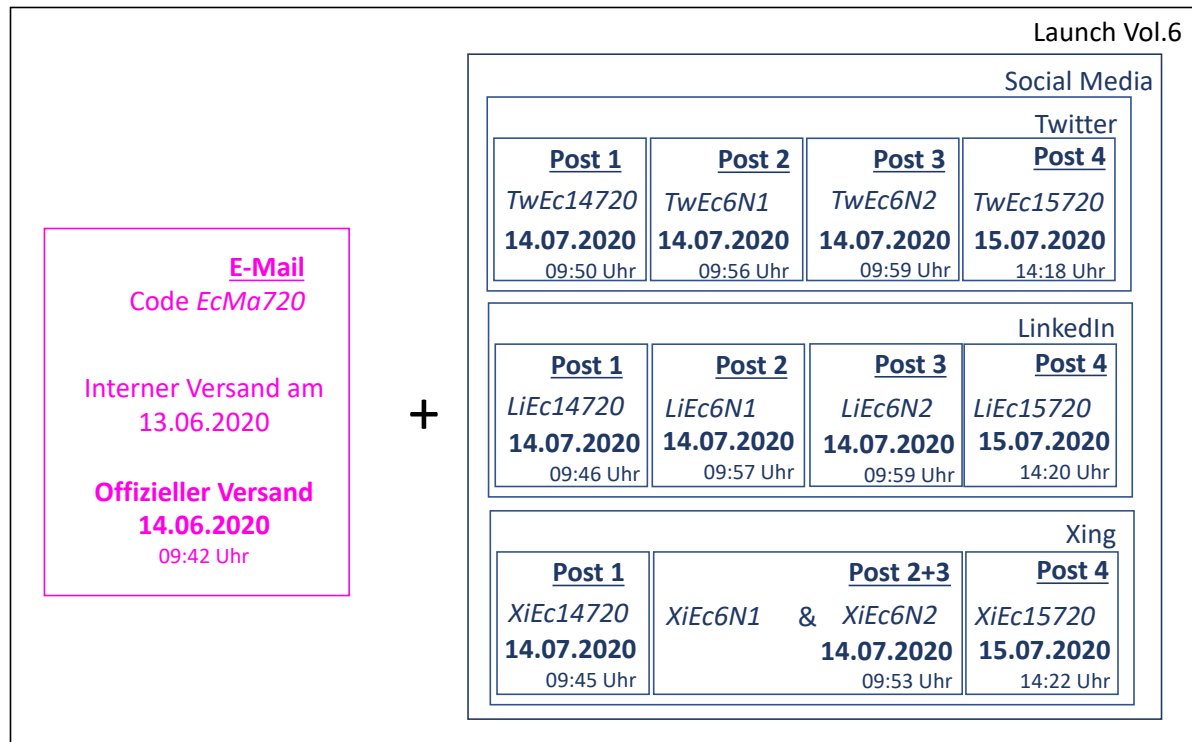 Launch Vol.6
E-Mail
Code EcMa720
Interner Versand am
13.06.2020
Offizieller Versand
14.06.2020
09:42 Uhr
+
Social Media
Twitter
Post 1
TwEc14720
14.07.2020
09:50 Uhr
Post 2
TwEc6N1
14.07.2020
09:56 Uhr
Post 3
TwEc6N2
14.07.2020
09:59 Uhr
Post 4
TwEc15720
15.07.2020
14:18 Uhr
LinkedIn
Post 1
LiEc14720
14.07.2020
09:46 Uhr
Post 2
LiEc6N1
14.07.2020
09:57 Uhr
Post 3
LiEc6N2
14.07.2020
09:59 Uhr
Post 4
LiEc15720
15.07.2020
14:20 Uhr
Xing
Post 1
XiEc14720
14.07.2020
09:45 Uhr
Post 2+3
XiEc6N1 & XiEc6N2
14.07.2020
09:53 Uhr
Post 4
XiEc15720
15.07.2020
14:22 Uhr